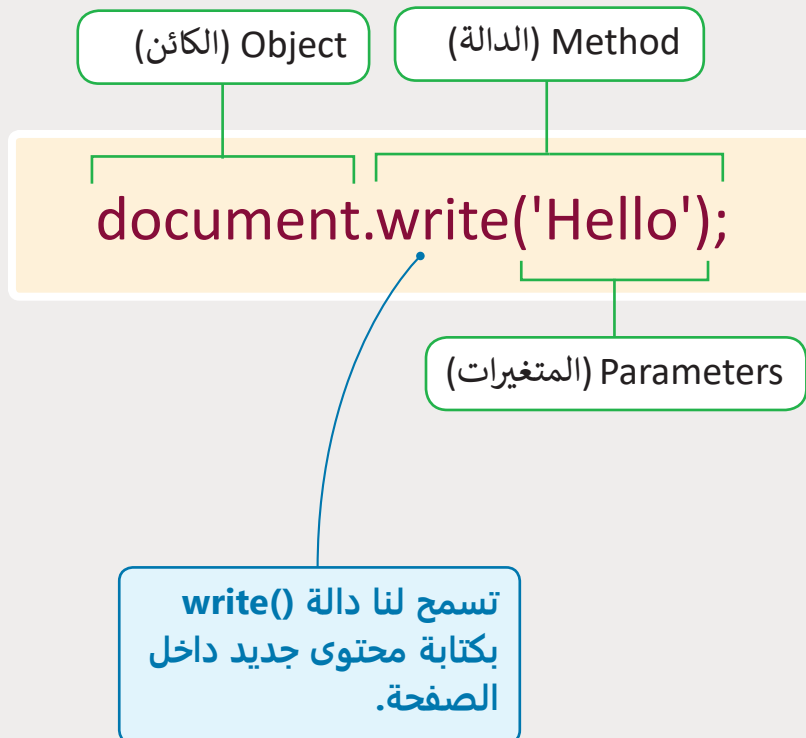 Object (الكائن)
Method (الدالة)
document.write('Hello');
Parameters (المتغيرات)
تسمح لنا دالة write()
بكتابة محتوى جديد داخل
الصفحة.